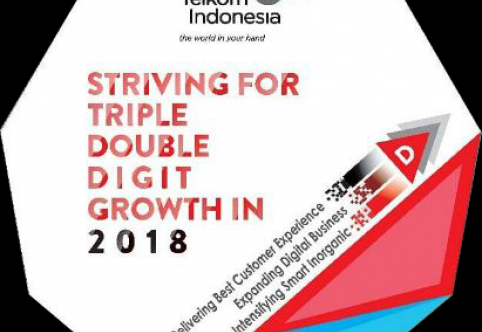 Telkom
Indonesia
the world in your hand
STRIVING FOR
TRIPLE
DOUBLE
DIGIT
GROWTH IN
2018
D
Delivering Best Customer Experience
Expanding Digital Business
Intensifying Smart Inorganic